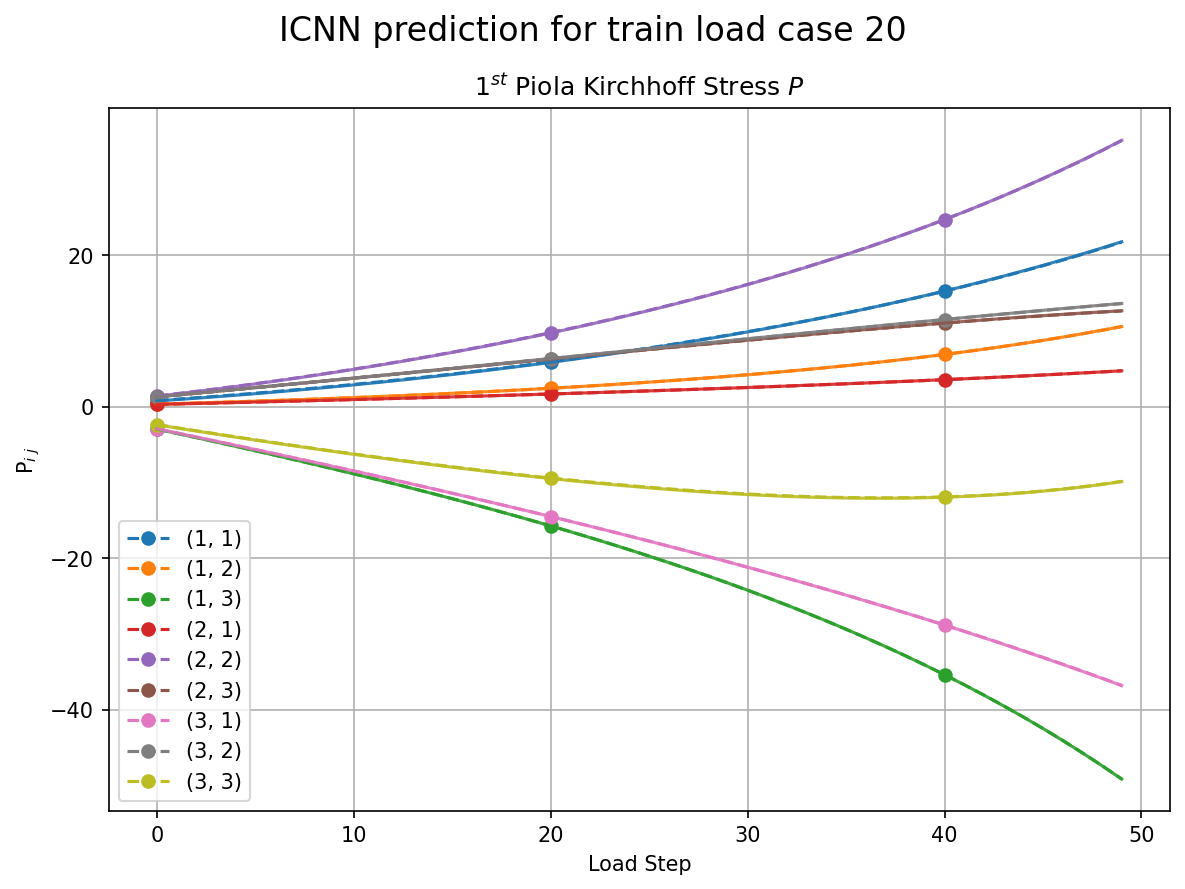 ICNN prediction for train load case 20
1st Piola Kirchhoff Stress P
20
0
−20
−40
P i j
(1, 1)
(1, 2)
(1, 3)
(2, 1)
(2, 2)
(2, 3)
(3, 1)
(3, 2)
(3, 3)
0 10 20 30 40 50
Load Step